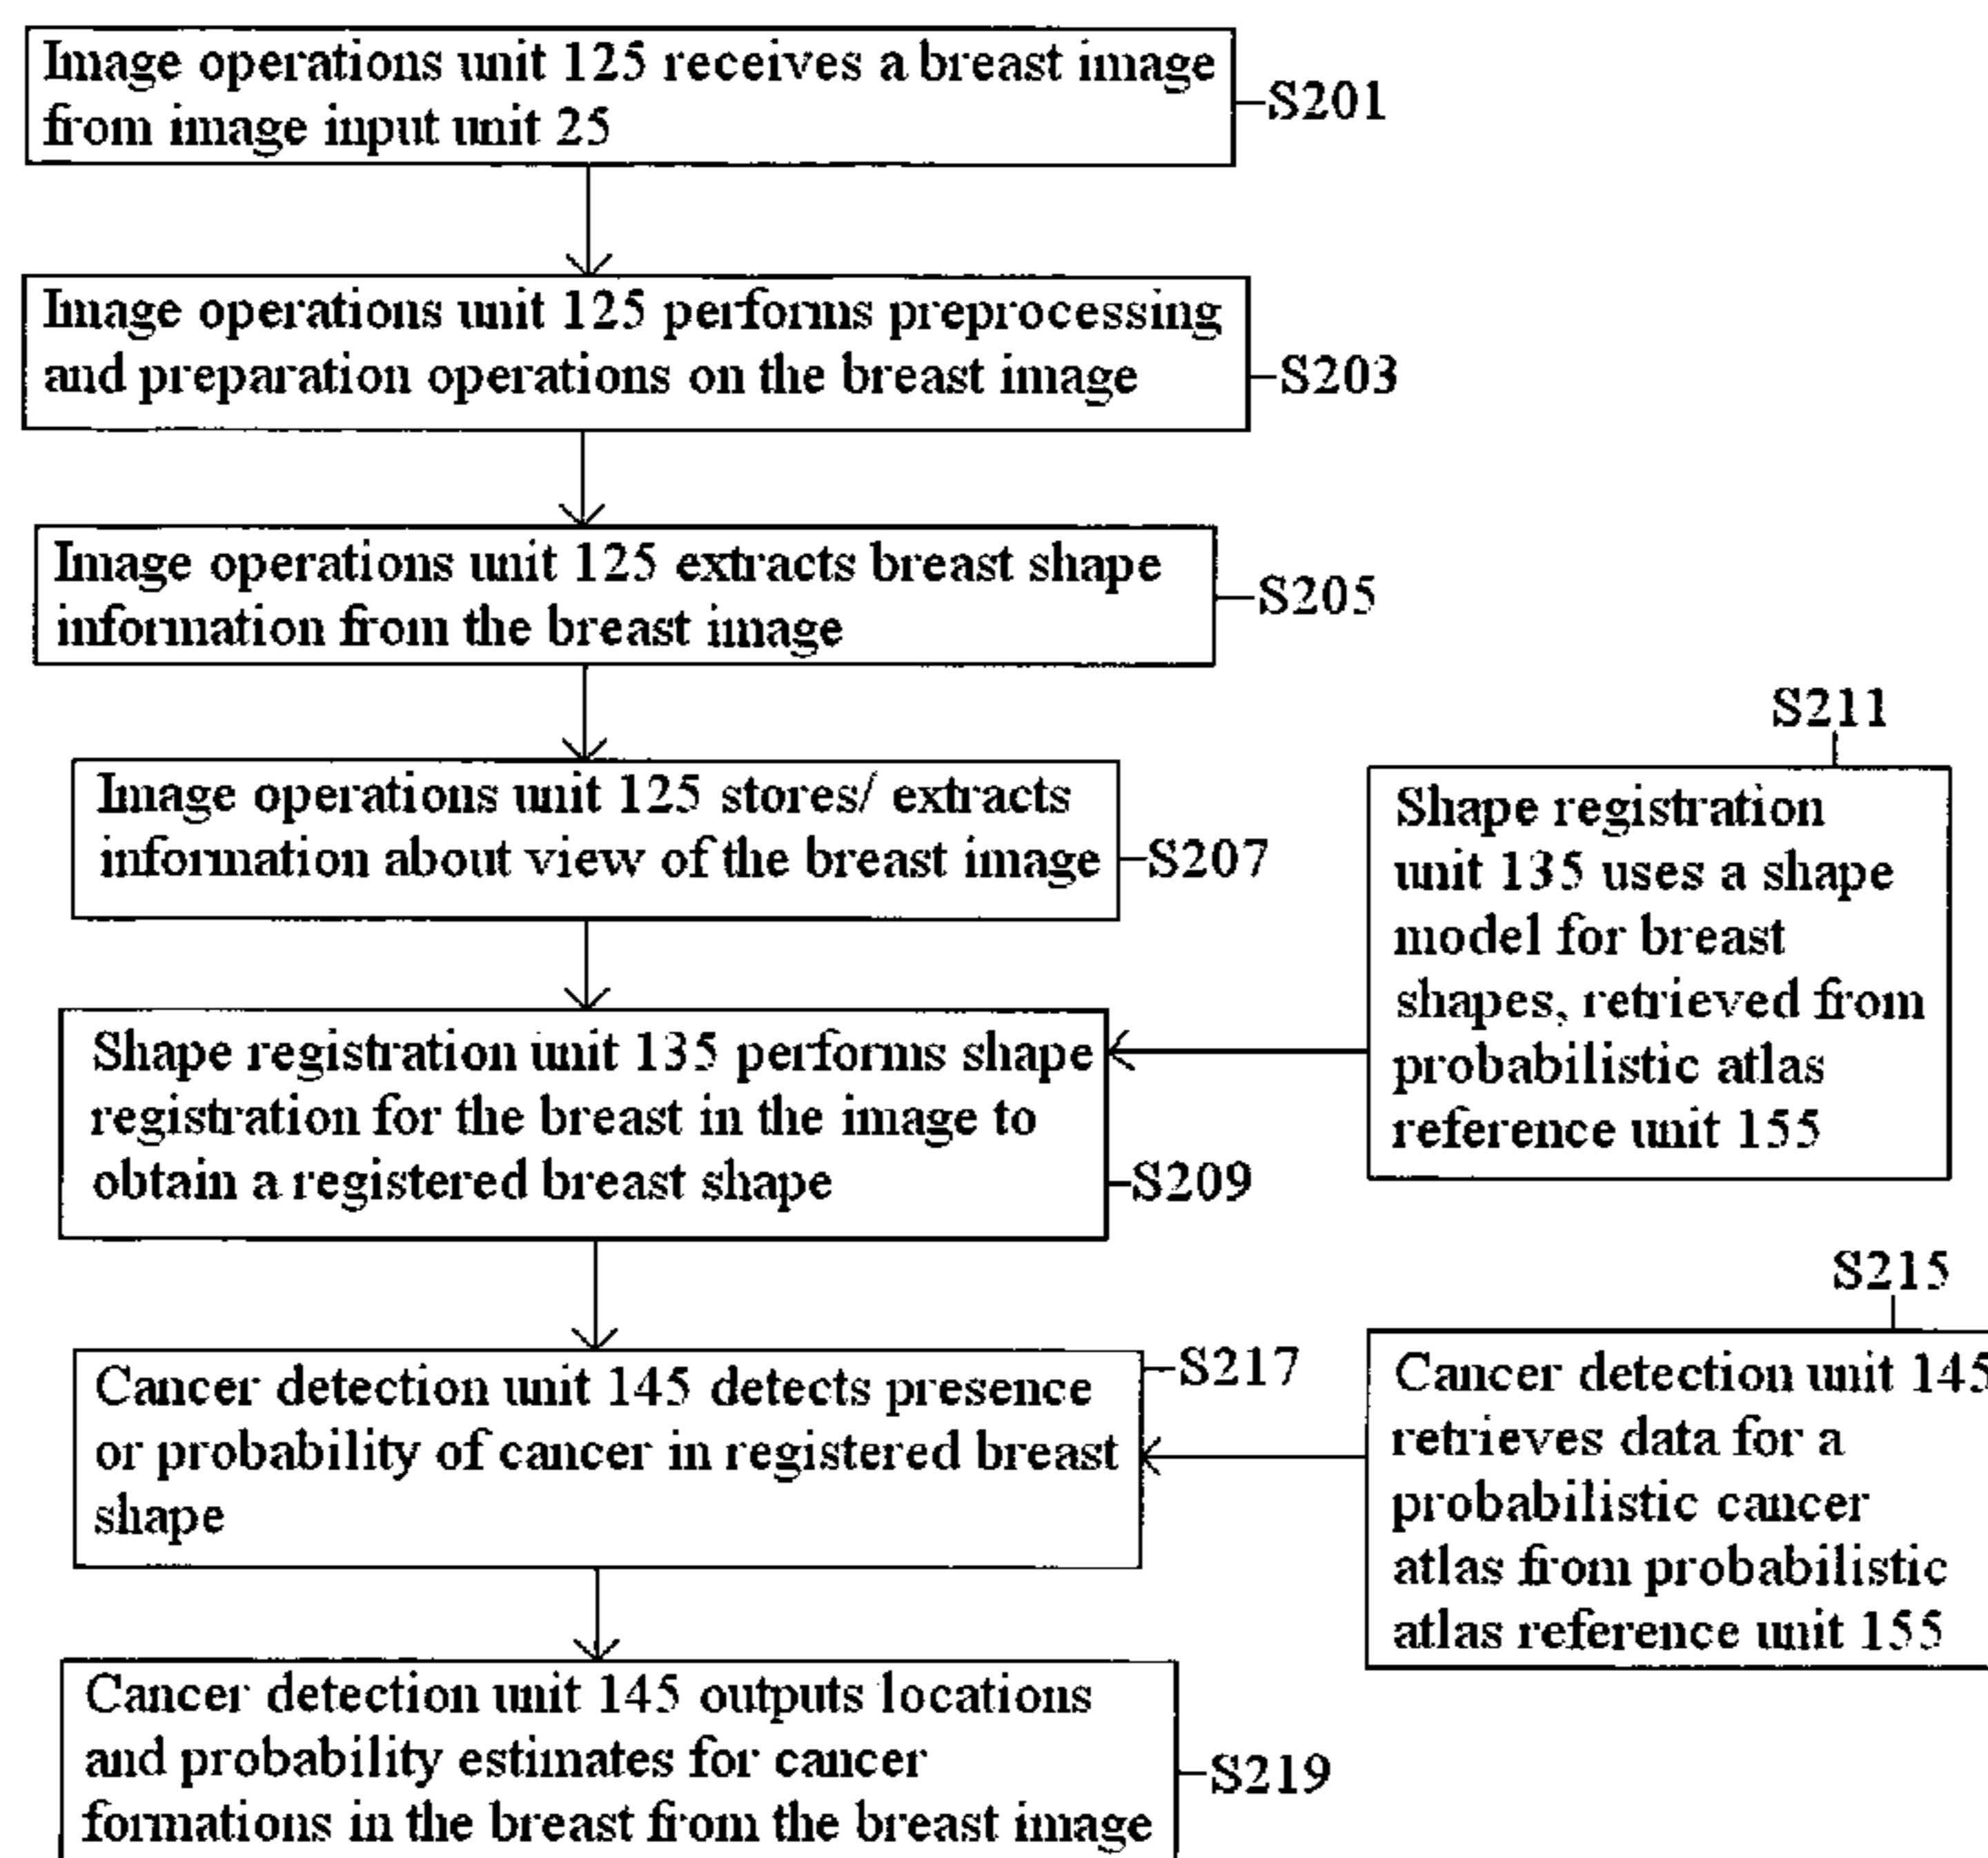 Image operations unit 125 receives a breast image
from image input unit 25
S201
Image operations unit 125 performs preprocessing
and preparation operations on the breast image
S203
Image operations unit 125 extracts breast shape
information from the breast image
S205
Image operations unit 125 stores/ extracts
information about view of the breast image
S207
S211
Shape registration
unit 135 uses a shape
model for breast
shapes, retrieved from
probabilistic atlas
reference unit 155
Shape registration unit 135 performs shape
registration for the breast in the image to
obtain a registered breast shape
S209
S215
Cancer detection unit 145
retrieves data for a
probabilistic cancer
atlas from probabilistic
atlas reference unit 155
S217
Cancer detection unit 145 detects presence
or probability of cancer in registered breast
shape
Cancer detection unit 145 outputs locations
and probability estimates for cancer
formations in the breast from the breast image
S219